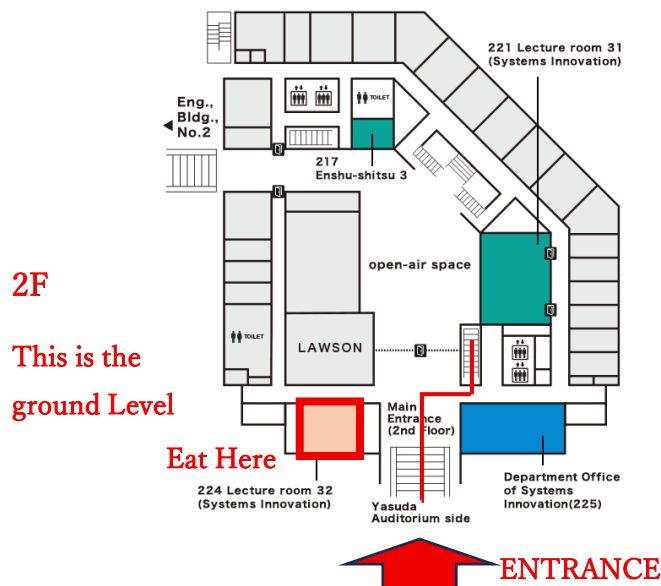 221 Lecture room 31
(Systems Innovation)
Eng.,
Bldg.,
No.2
TOILET
217
Enshu-shitsu 3
open-air space
2F
This is the
ground Level
TOILET
LAWSON
Main
Entrance
(2nd Floor)
Eat Here
224 Lecture room 32
(Systems Innovation)
Yasuda
Auditorium side
Department Office
of Systems
Innovation(225)
ENTRANCE